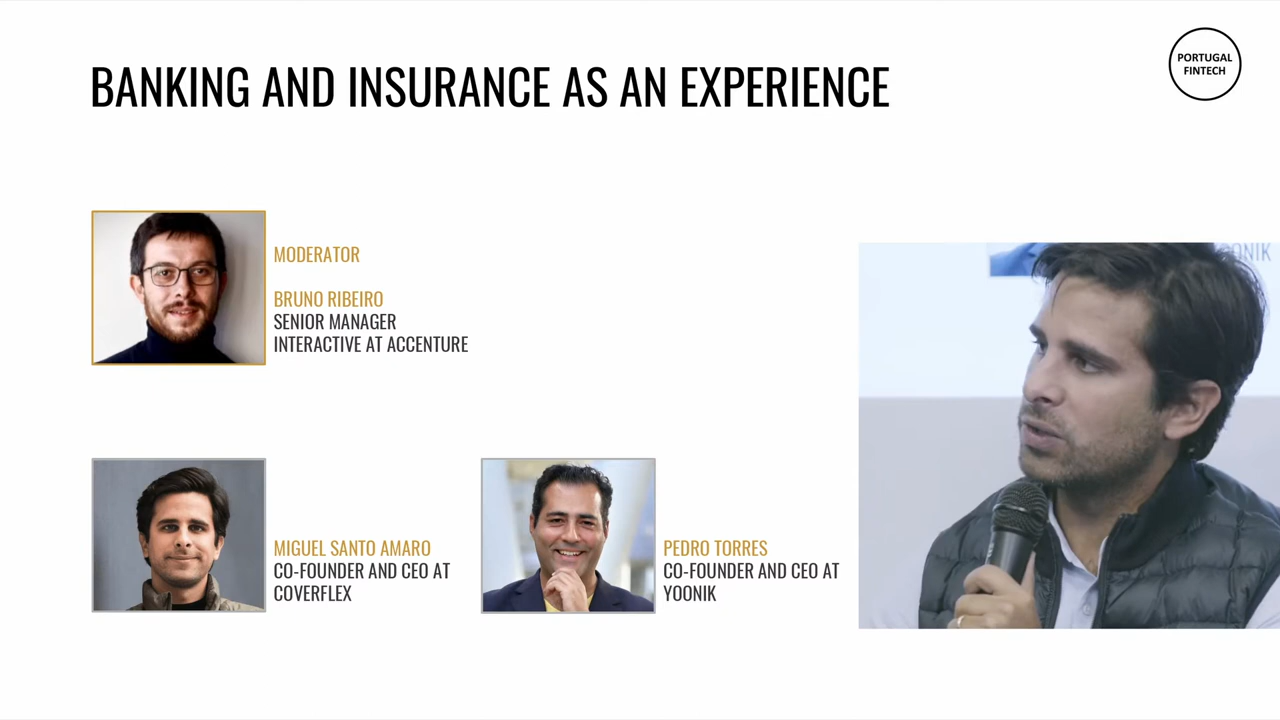 BANKING AND INSURANCE AS AN EXPERIENCE
PORTUGAL
FINTECH
MODERATOR
BRUNO RIBEIRO
SENIOR MANAGER
INTERACTIVE AT ACCENTURE
MIGUEL SANTO AMARO
CO-FOUNDER AND CEO AT
COVERFLEX
PEDRO TORRES
CO-FOUNDER AND CEO AT
YOONIK